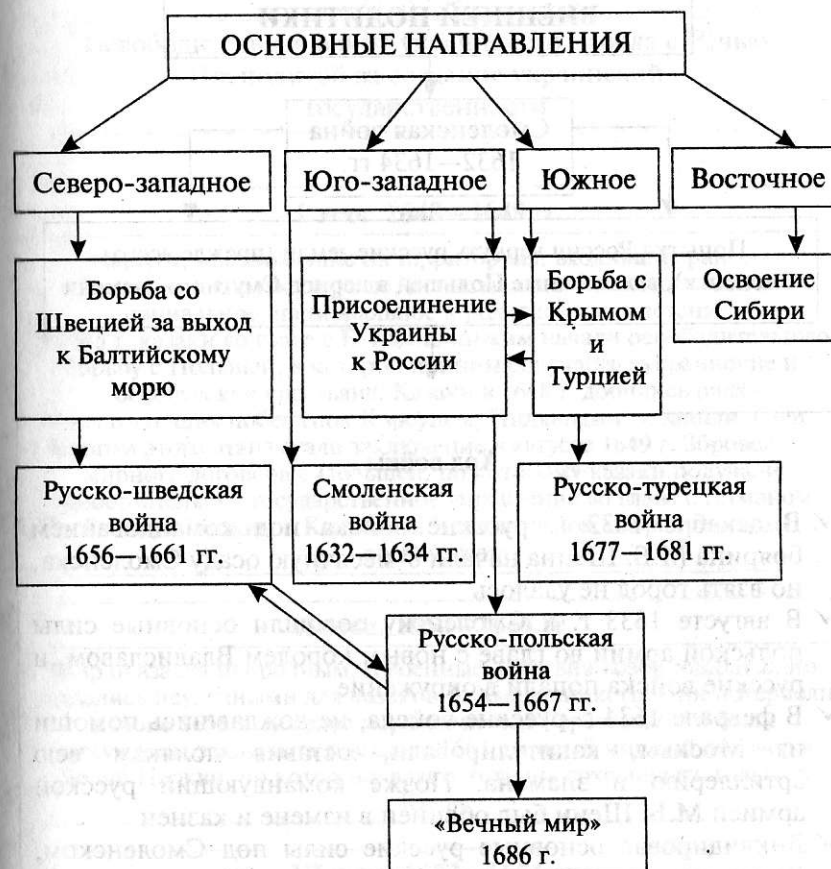 ОСНОВНЫЕ НАПРАВЛЕНИЯ
Северо-западное
Юго-западное
Южное
Восточное
Борьба со
Швецией за выход
к Балтийскому
морю
Присоединение
Украины
к России
Борьба с
Крымом
и
Турцией
Освоение
Сибири
Русско-шведская
война
1656—1661 гг.
Смоленская
война
1632—1634 гг.
Русско-турецкая
война
1677—1681 гг.
Русско-польская
война
1654—1667 гг.
«Вечный мир»
1686 г.